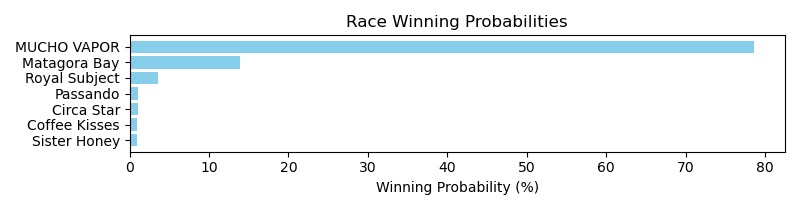 Race Winning Probabilities
MUCHO VAPOR
Matagora Bay
Royal Subject
Passando
Circa Star
Coffee Kisses
Sister Honey
0 10 20 30 40 50 60 70 80
Winning Probability (%)